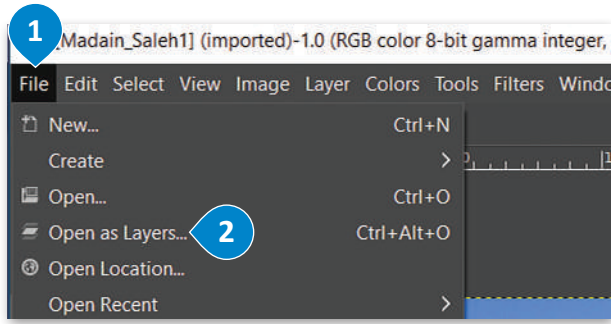 1
[Madain_Saleh1] (imported)-1.0 (RGB color 8-bit gamma integer,
File Edit Select View Image Layer Colors Tools Filters Windo
New... Ctrl+N
Create >
Open... Ctrl+O
Open as Layers... 2 Ctrl+Alt+O
Open Location...
Open Recent >